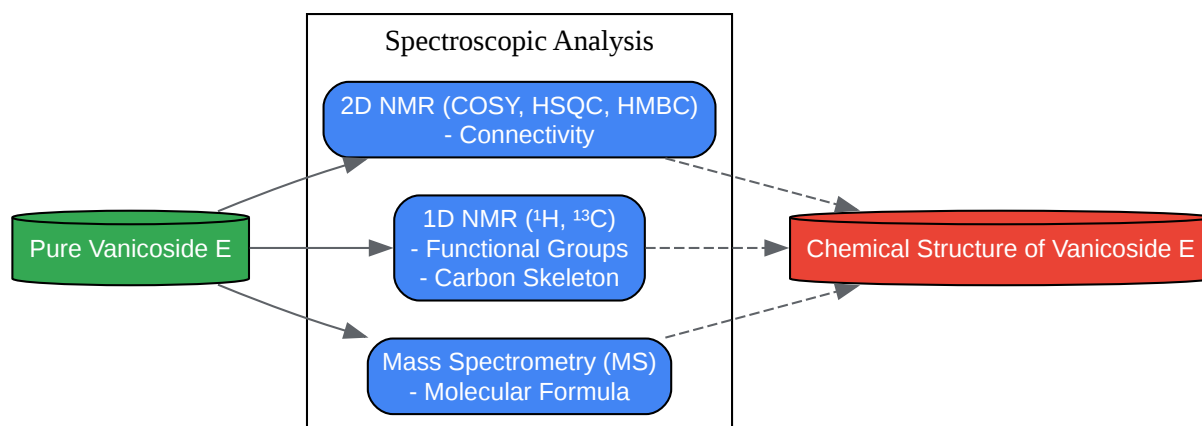 Spectroscopic Analysis
2D NMR (COSY, HSQC, HMBC)
- Connectivity
Pure Vanicoside E
1D NMR (¹H, ¹³C)
- Functional Groups
- Carbon Skeleton
Chemical Structure of Vanicoside E
Mass Spectrometry (MS)
- Molecular Formula